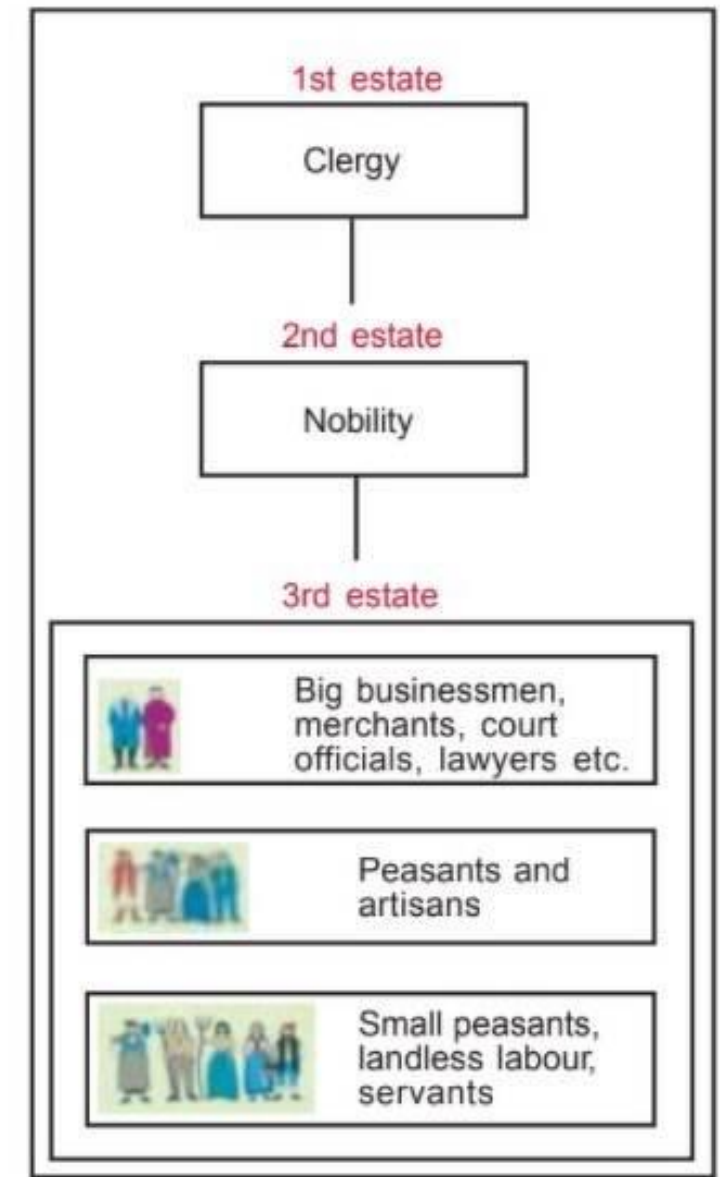 1st estate
Clergy
2nd estate
Nobility
3rd estate
Big businessmen,
merchants, court
officials, lawyers etc.
Peasants and
artisans
Small peasants,
landless labour,
servants